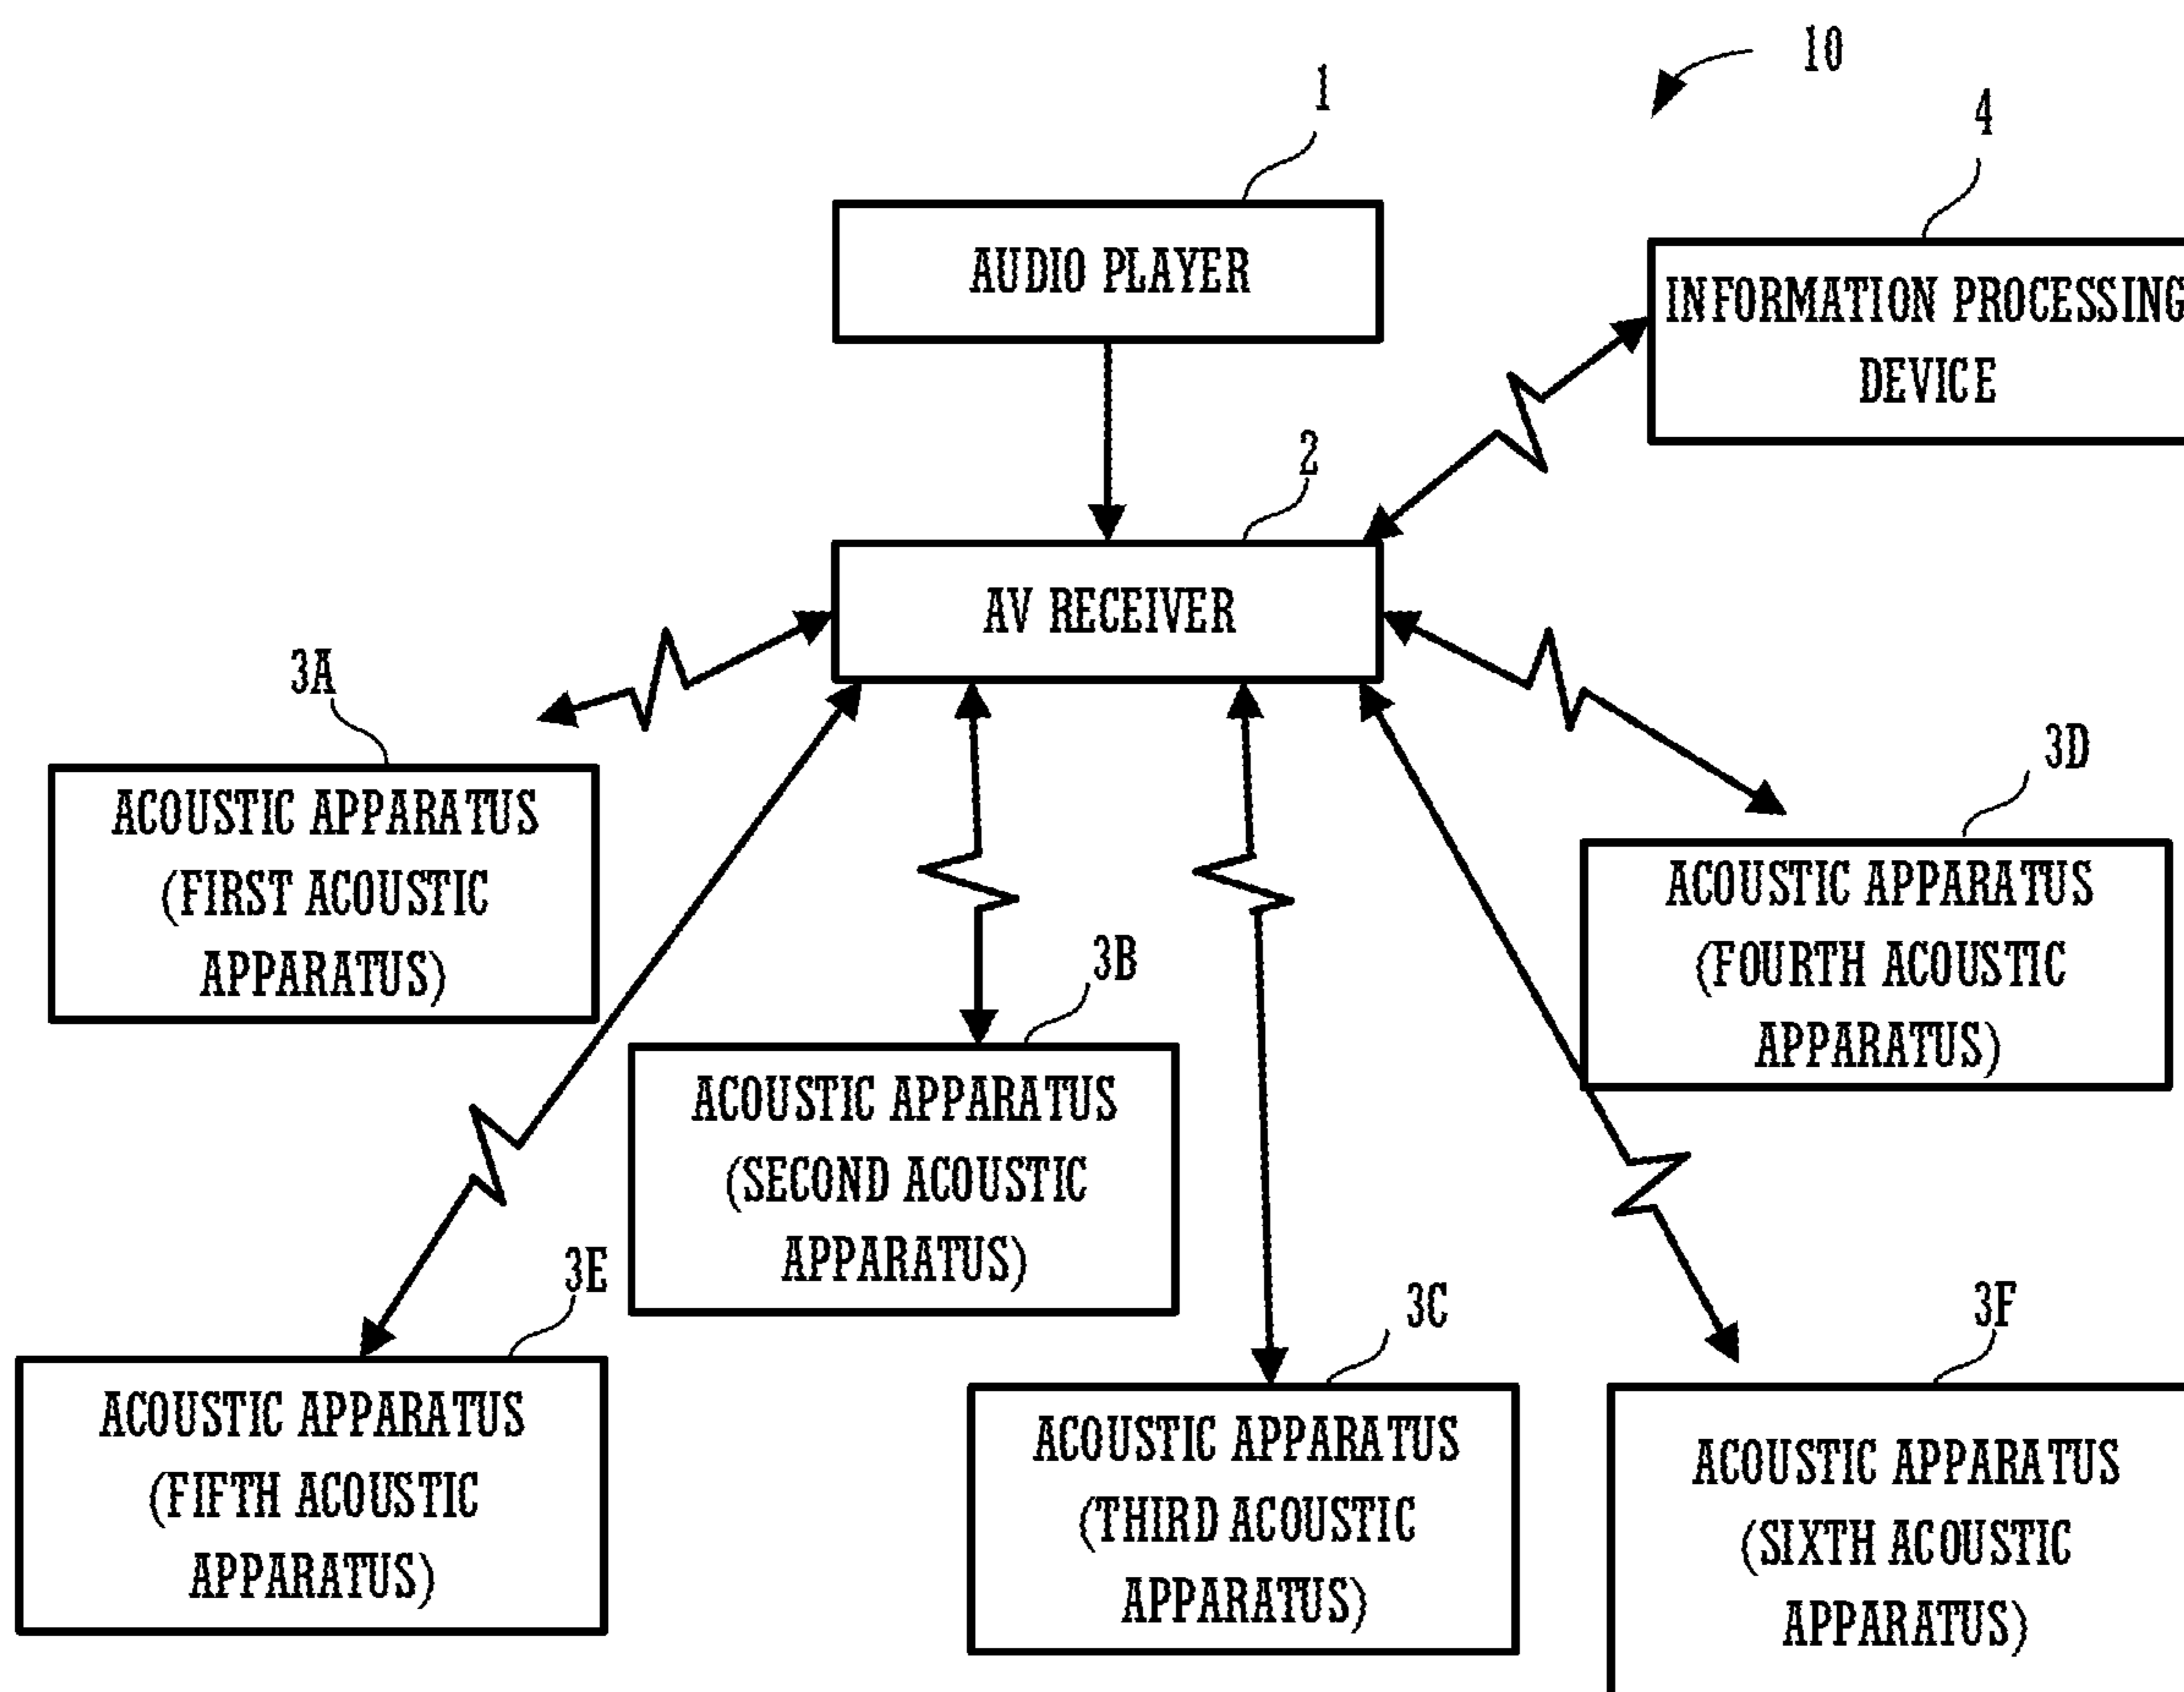 10
1
4
AUDIO PLAYER
INFORMATION PROCESSING
DEVICE
2
AV RECEIVER
3A
3D
ACOUSTIC APPARATUS
(FIRST ACOUSTIC
APPARATUS)
ACOUSTIC APPARATUS
(FOURTH ACOUSTIC
APPARATUS)
3B
ACOUSTIC APPARATUS
(SECOND ACOUSTIC
APPARATUS)
3E
3C
3F
ACOUSTIC APPARATUS
(FIFTH ACOUSTIC
APPARATUS)
ACOUSTIC APPARATUS
(THIRD ACOUSTIC
APPARATUS)
ACOUSTIC APPARATUS
(SIXTH ACOUSTIC
APPARATUS)